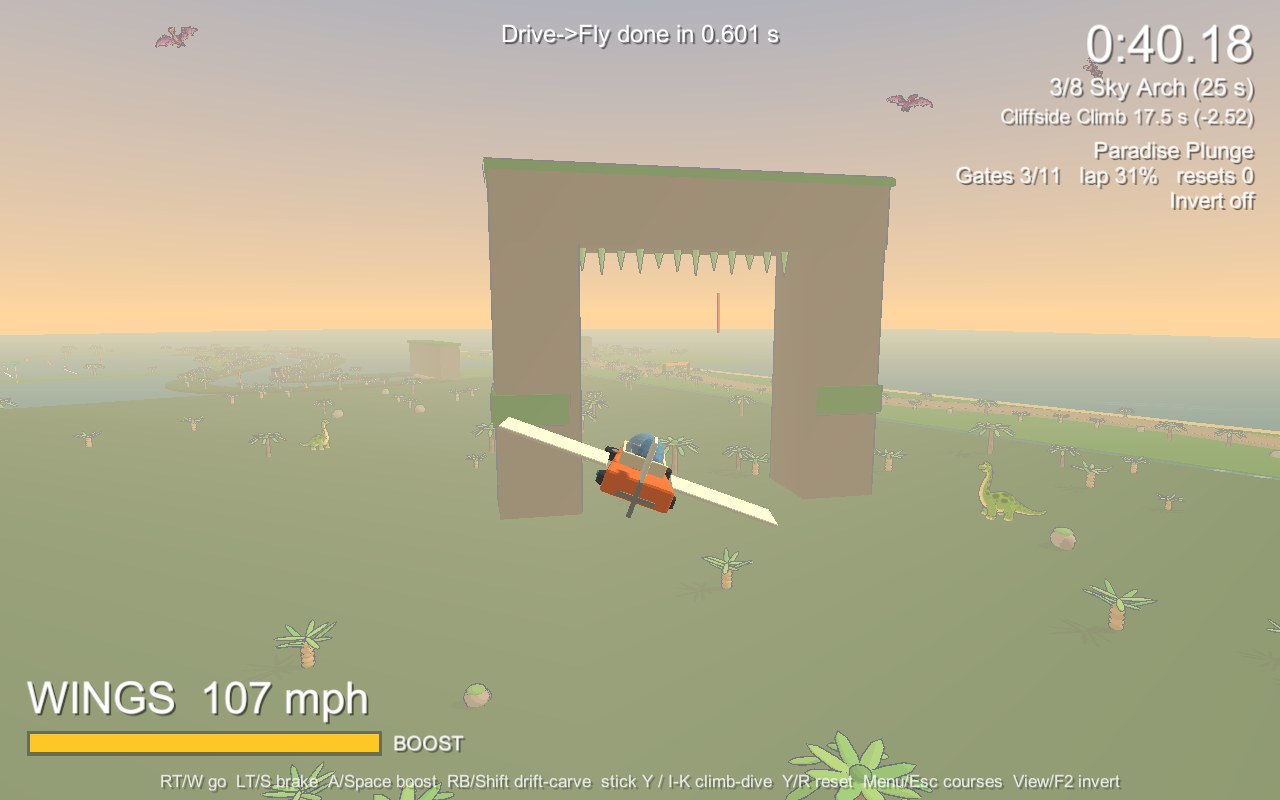 Drive->Fly done in 0.601 s
0:40.18
3/8 Sky Arch (25 s)
Cliffside Climb 17.5 s (-2.52)
Paradise Plunge
Gates 3/11 lap 31% resets 0
Invert off
WINGS 107 mph
BOOST
RT/W go LT/S brake A/Space boost RB/Shift drift-carve stick Y / I-K climb-dive Y/R reset Menu/Esc courses View/F2 invert